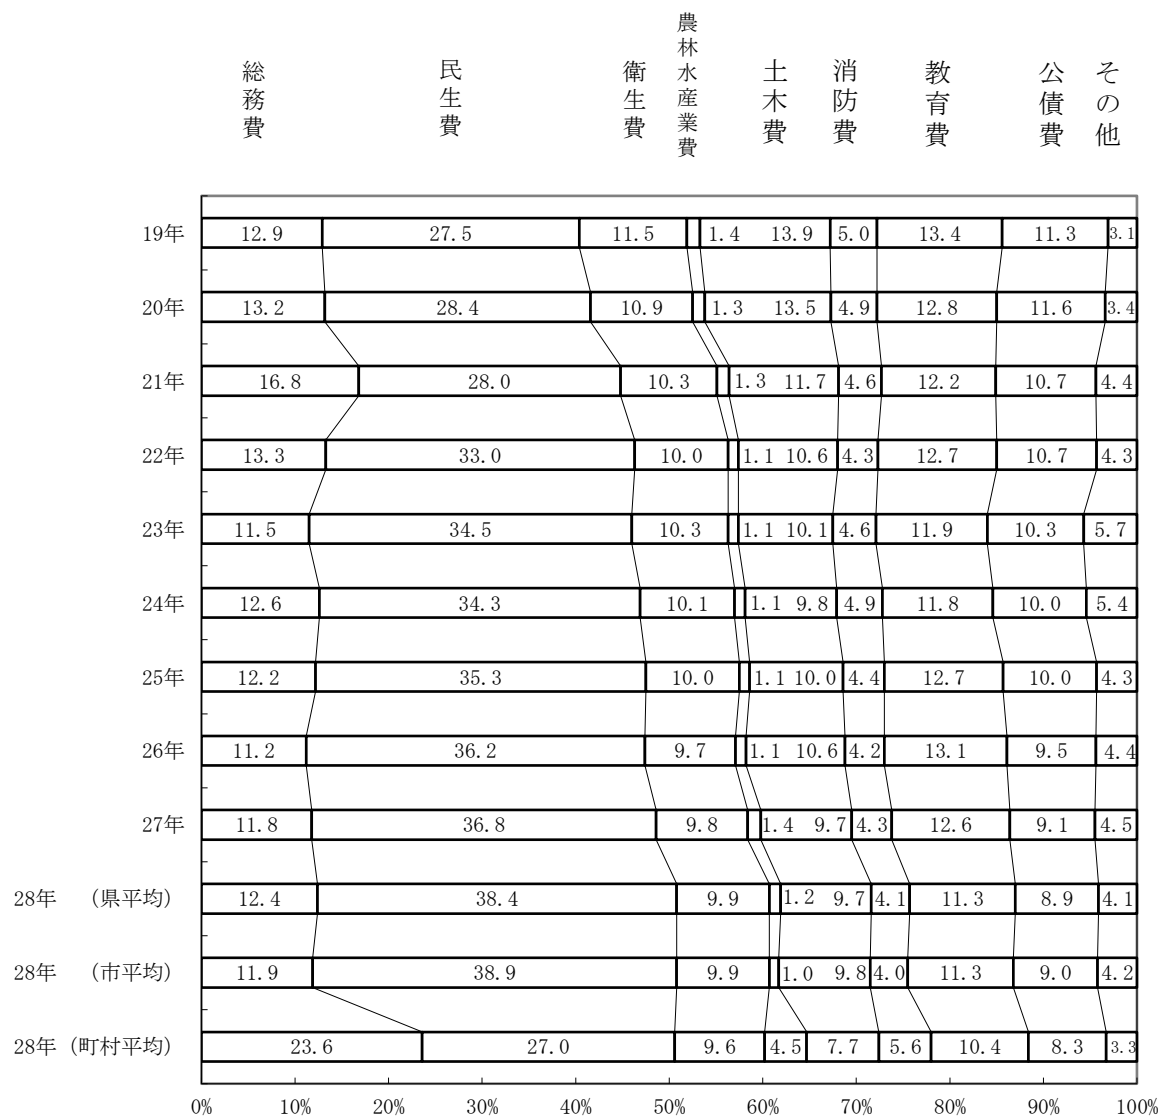 総務費 民生費 衛生費 農林水産業費 土木費 消防費 教育費 公債費 その他
19年 12.9 27.5 11.5 1.4 13.9 5.0 13.4 11.3 3.1
20年 13.2 28.4 10.9 1.3 13.5 4.9 12.8 11.6 3.4
21年 16.8 28.0 10.3 1.3 11.7 4.6 12.2 10.7 4.4
22年 13.3 33.0 10.0 1.1 10.6 4.3 12.7 10.7 4.3
23年 11.5 34.5 10.3 1.1 10.1 4.6 11.9 10.3 5.7
24年 12.6 34.3 10.1 1.1 9.8 4.9 11.8 10.0 5.4
25年 12.2 35.3 10.0 1.1 10.0 4.4 12.7 10.0 4.3
26年 11.2 36.2 9.7 1.1 10.6 4.2 13.1 9.5 4.4
27年 11.8 36.8 9.8 1.4 9.7 4.3 12.6 9.1 4.5
28年 （県平均） 12.4 38.4 9.9 1.2 9.7 4.1 11.3 8.9 4.1
28年 （市平均） 11.9 38.9 9.9 1.0 9.8 4.0 11.3 9.0 4.2
28年（町村平均） 23.6 27.0 9.6 4.5 7.7 5.6 10.4 8.3 3.3
0% 10% 20% 30% 40% 50% 60% 70% 80% 90% 100%